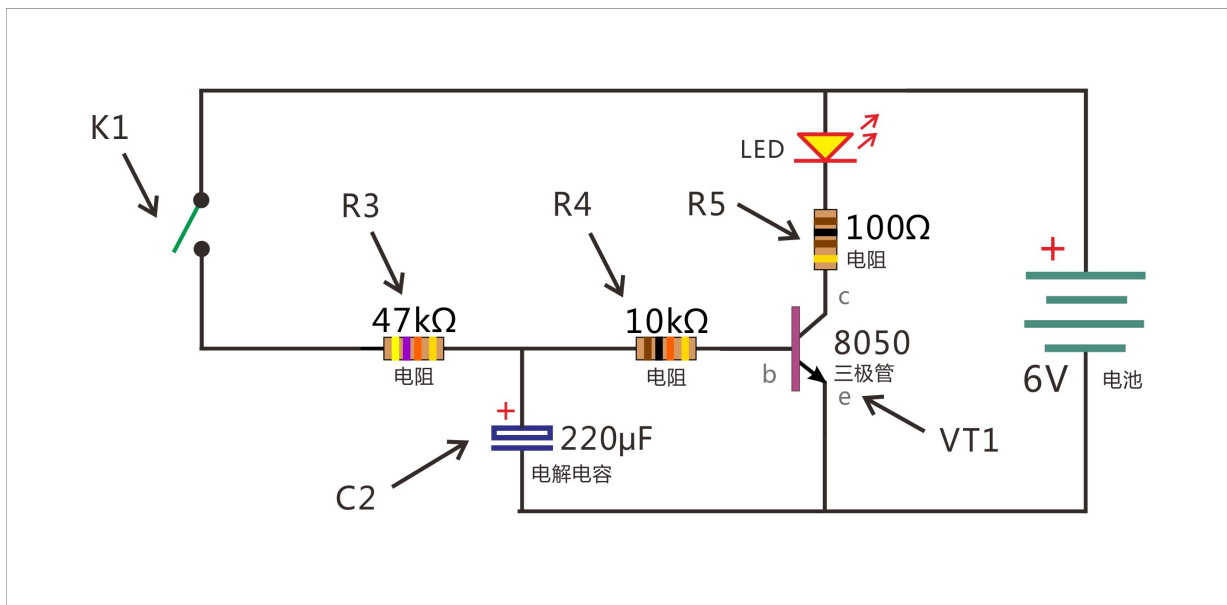 K1
LED
R3
R4
R5
100Ω
电阻
+
c
47kΩ
10kΩ
8050
电阻
电阻
b
三极管
e
6V
电池
+
220μF
电解电容
VT1
C2